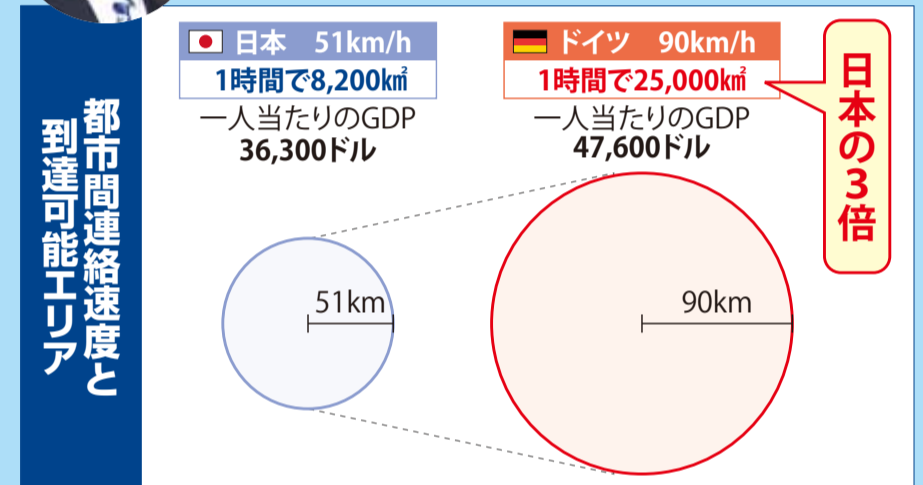 都市間連絡速度と
到達可能エリア
日本 51km/h
1時間で8,200㎢
一人当たりのGDP
36,300ドル
ドイツ 90km/h
1時間で25,000㎢
一人当たりのGDP
47,600ドル
日本の3倍
51km
90km